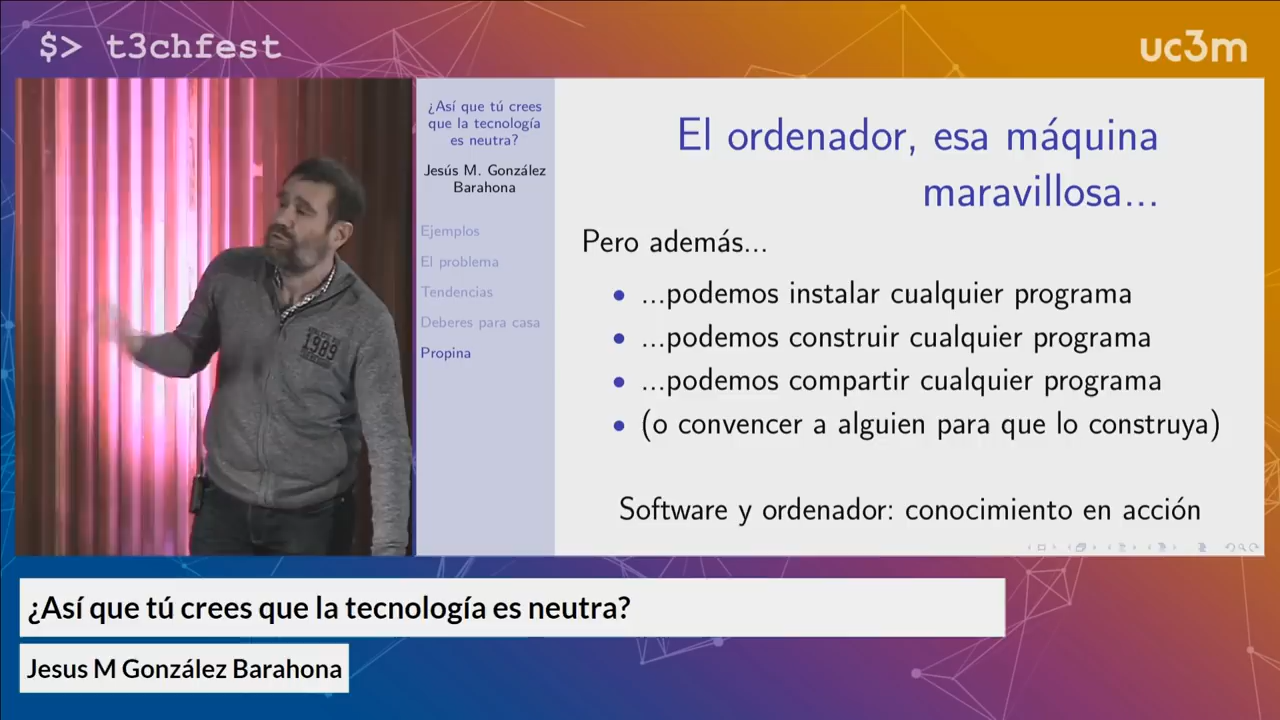 $> t3chfest
uc3m
¿Así que tú crees
que la tecnología
es neutra?
Jesús M. González
Barahona
Ejemplos
El problema
Tendencias
Deberes para casa
Propina
El ordenador, esa máquina
maravillosa...
Pero además...
• ...podemos instalar cualquier programa
• ...podemos construir cualquier programa
• ...podemos compartir cualquier programa
• (o convencer a alguien para que lo construya)
Software y ordenador: conocimiento en acción
1989
¿Así que tú crees que la tecnología es neutra?
Jesus M González Barahona